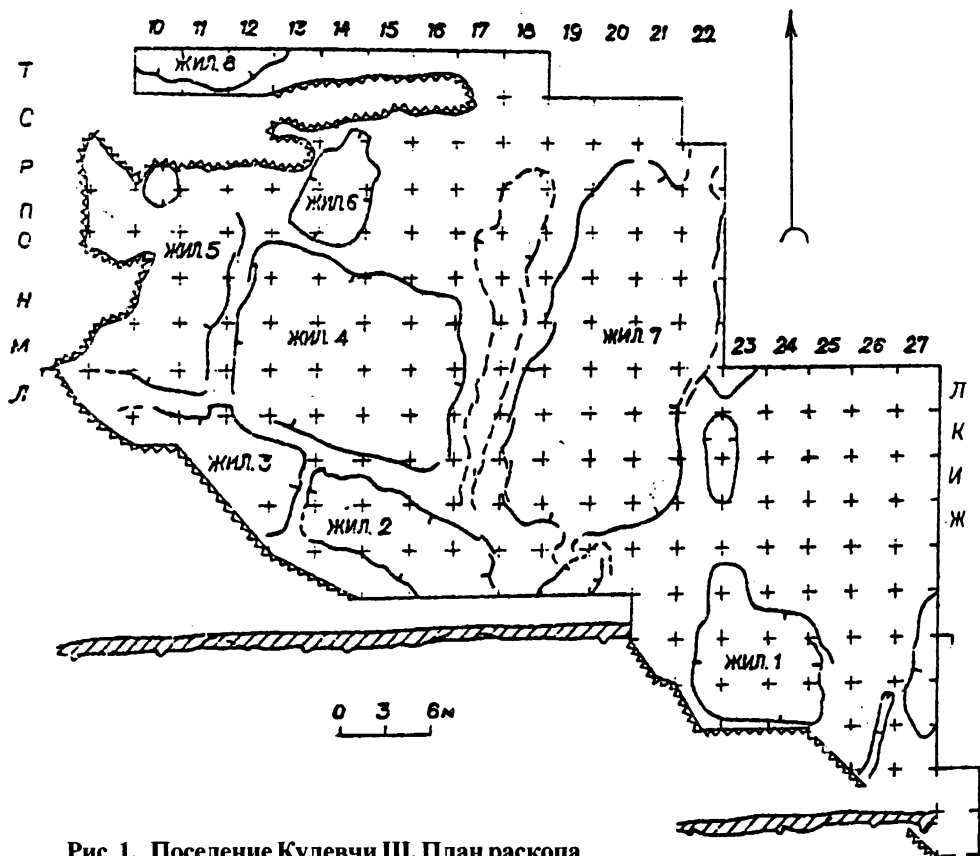 10 11 12 13 14 15 16 17 18 19 20 21 22
Т
С
Р
П
О
Н
М
Л
ЖИЛ. 8
ЖИЛ. 6
ЖИЛ 5
ЖИЛ. 4
ЖИЛ. 7
23 24 25 26 27
Л
К
И
Ж
ЖИЛ. 3
ЖИЛ. 2
ЖИЛ. 1
0 3 6м
Рис. 1. Поселение Кулевчи III. План раскопа